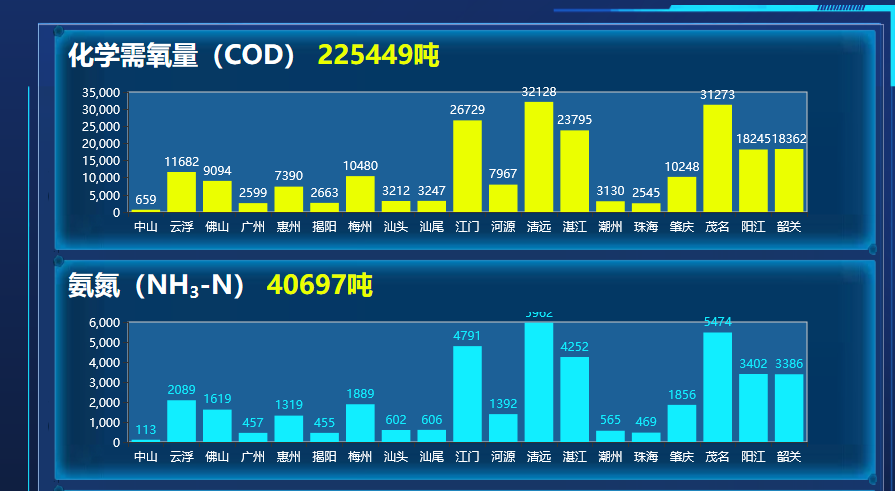 化学需氧量（COD） 225449吨
35,000
30,000
25,000
20,000
15,000
10,000
5,000
0
659 11682 9094 2599 7390 2663 10480 3212 3247 26729 7967 32128 23795 3130 2545 10248 31273 18245 18362
中山 云浮 佛山 广州 惠州 揭阳 梅州 汕头 汕尾 江门 河源 清远 湛江 潮州 珠海 肇庆 茂名 阳江 韶关
氨氮（NH₃-N） 40697吨
6,000
5,000
4,000
3,000
2,000
1,000
0
113 2089 1619 457 1319 455 1889 602 606 4791 1392 5962 4252 565 469 1856 5474 3402 3386
中山 云浮 佛山 广州 惠州 揭阳 梅州 汕头 汕尾 江门 河源 清远 湛江 潮州 珠海 肇庆 茂名 阳江 韶关